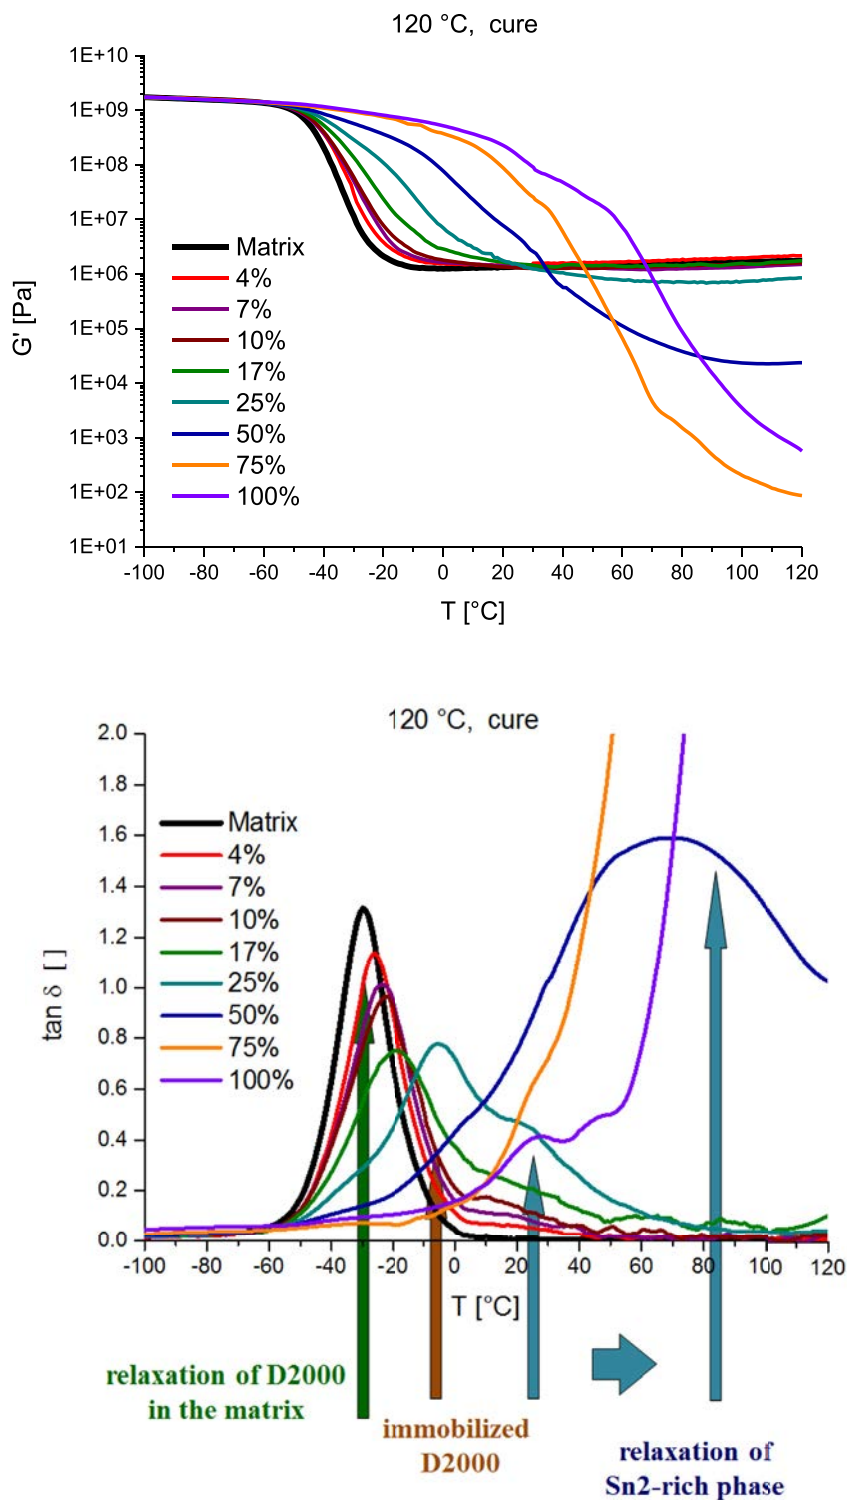 120 °C, cure
1E+10
1E+09
1E+08
1E+07
1E+06
1E+05
1E+04
1E+03
1E+02
1E+01
G' [Pa]
Matrix
4%
7%
10%
17%
25%
50%
75%
100%
-100 -80 -60 -40 -20 0 20 40 60 80 100 120
T [°C]
120 °C, cure
2.0
1.8
1.6
1.4
1.2
1.0
0.8
0.6
0.4
0.2
0.0
tan δ [ ]
Matrix
4%
7%
10%
17%
25%
50%
75%
100%
-100 -80 -60 -40 -20 0 20 40 60 80 100 120
T [°C]
relaxation of D2000
in the matrix
immobilized
D2000
relaxation of
Sn2-rich phase